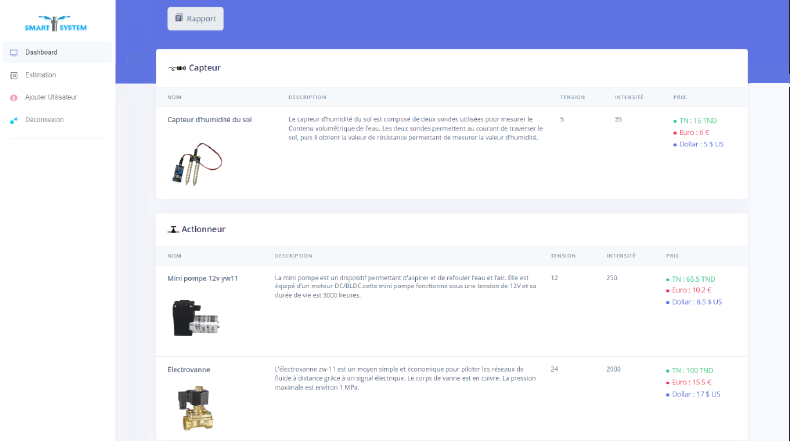 SMART SYSTEM
Dashboard
Estimation
Ajouter Utilisateur
Déconnexion
Rapport
Capteur
NOM DESCRIPTION TENSION INTENSITÉ PRIX
Capteur d'humidité du sol
Le capteur d'humidité du sol est composé de deux sondes utilisées pour mesurer le
Contenu volumétrique de l'eau. Les deux sondes permettent au courant de traverser le
sol, puis il obtient la valeur de résistance permettant de mesurer la valeur d'humidité.
5
35
TN : 16 TND
Euro : 6 €
Dollar : 5 $ US
Actionneur
NOM DESCRIPTION TENSION INTENSITÉ PRIX
Mini pompe 12v yw11
La mini pompe est un dispositif permettant d'aspirer et de refouler l'eau et l'air. Elle est
équipé d'un moteur DC/BLDC.cette mini pompe fonctionne sous une tension de 12V et sa
durée de vie est 3000 heures.
12
250
TN : 65.5 TND
Euro : 10.2 €
Dollar : 8.5 $ US
Electrovanne
L'électrovanne zw-11 est un moyen simple et économique pour piloter les réseaux de
fluide à distance grâce à un signal électrique. Le corps de vanne est en cuivre. La pression
maximale est environ 1 MPa.
24
2000
TN : 100 TND
Euro : 15.5 €
Dollar : 17 $ US